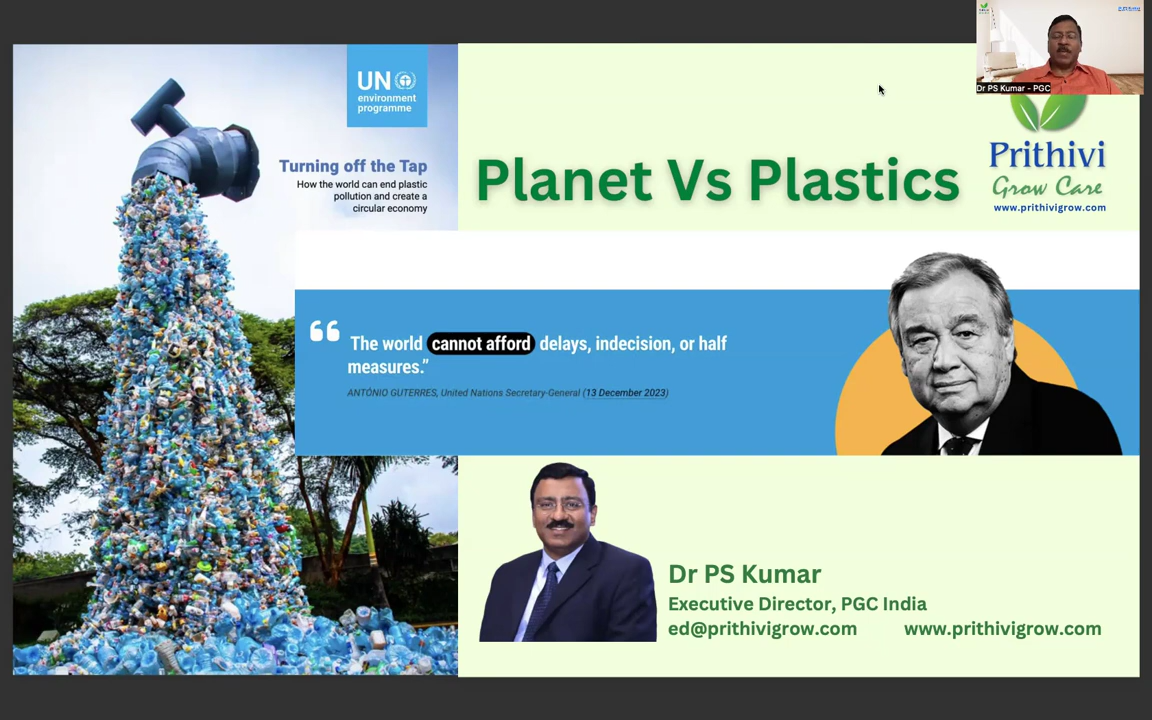 UN
environment
programme
Turning off the Tap
How the world can end plastic
pollution and create a
circular economy
Planet Vs Plastics
Dr PS Kumar - PGC
Prithivi
Grow Care
www.prithivigrow.com
“ The world cannot afford delays, indecision, or half
measures.”
ANTÓNIO GUTERRES, United Nations Secretary-General (13 December 2023)
Dr PS Kumar
Executive Director, PGC India
ed@prithivigrow.com www.prithivigrow.com